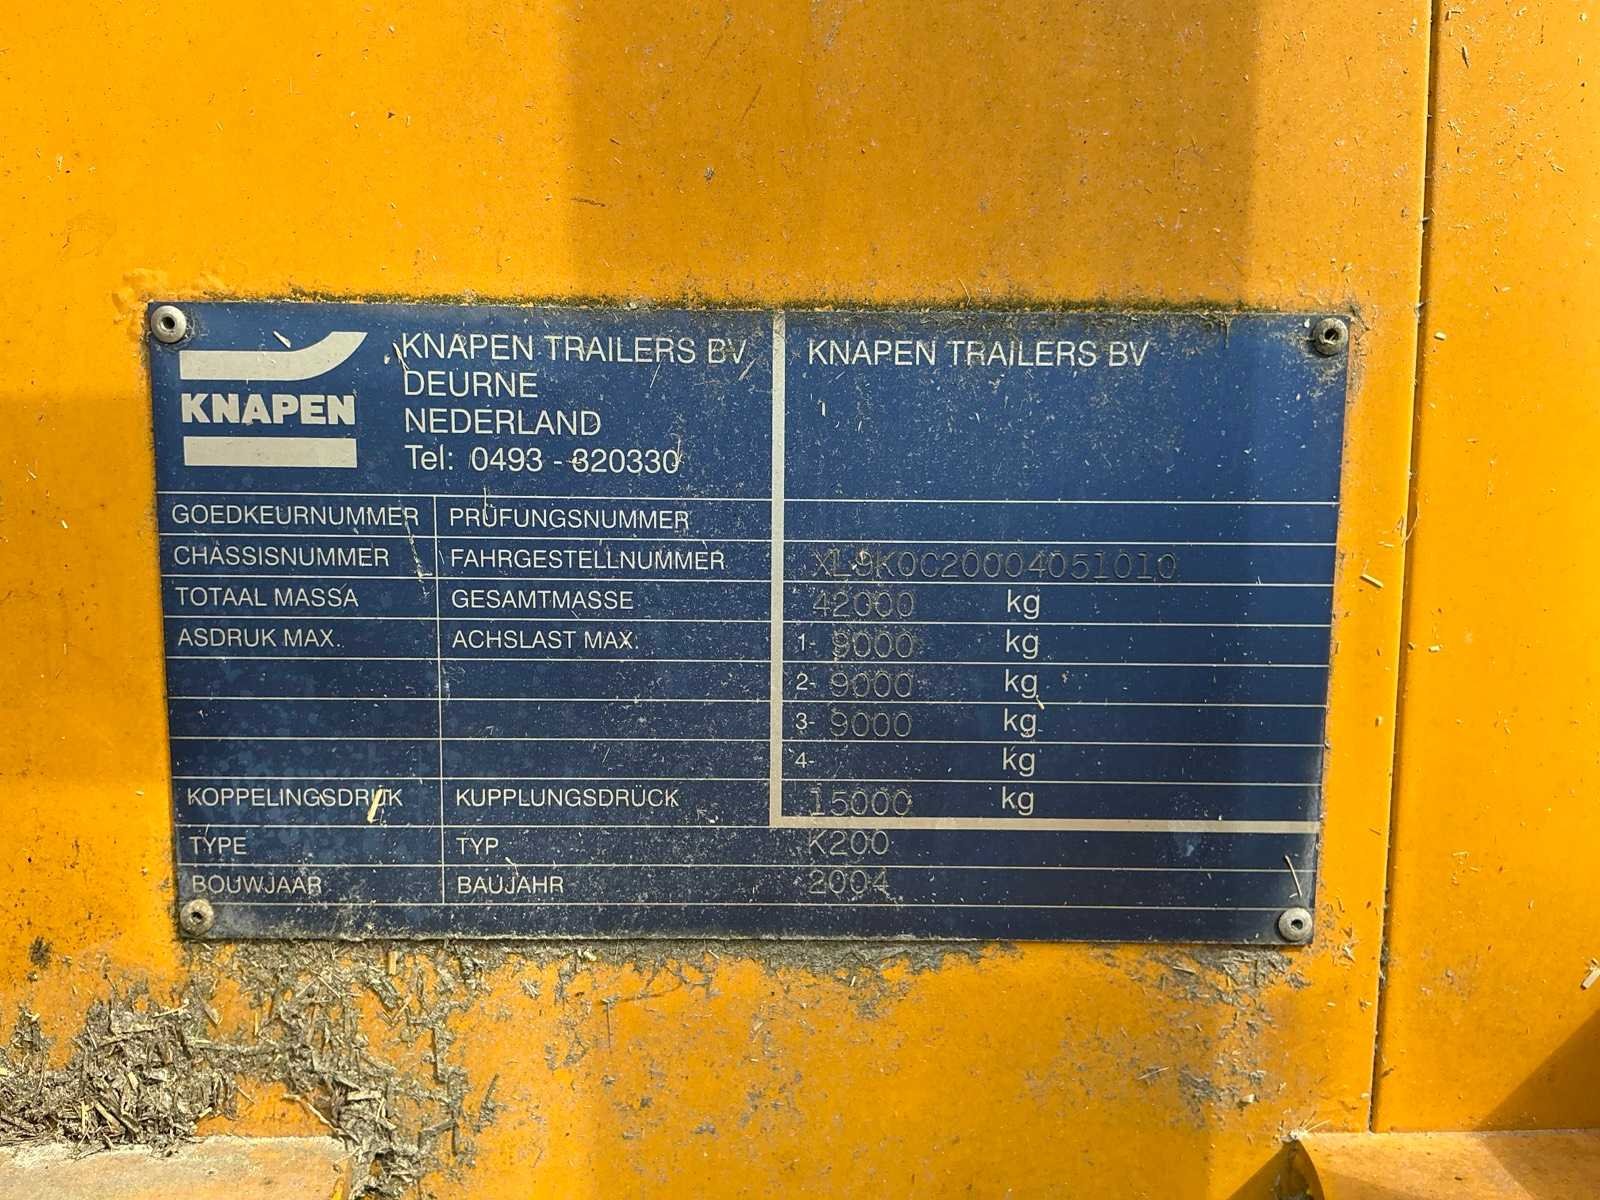 KNAPEN
KNAPEN TRAILERS BV
DEURNE
NEDERLAND
Tel: 0493 - 320330
KNAPEN TRAILERS BV
GOEDKEURNUMMER PRÜFUNGSNUMMER
CHASSISNUMMER FAHRGESTELLNUMMER XL9K0C20004051010
TOTAAL MASSA GESAMTMASSE 42000 kg
ASDRUK MAX. ACHSLAST MAX. 1- 9000 kg
2- 9000 kg
3- 9000 kg
4- kg
KOPPELINGSDRUK KUPPLUNGSDRÜCK 15000 kg
TYPE TYP K200
BOUWJAAR BAUJAHR 2004